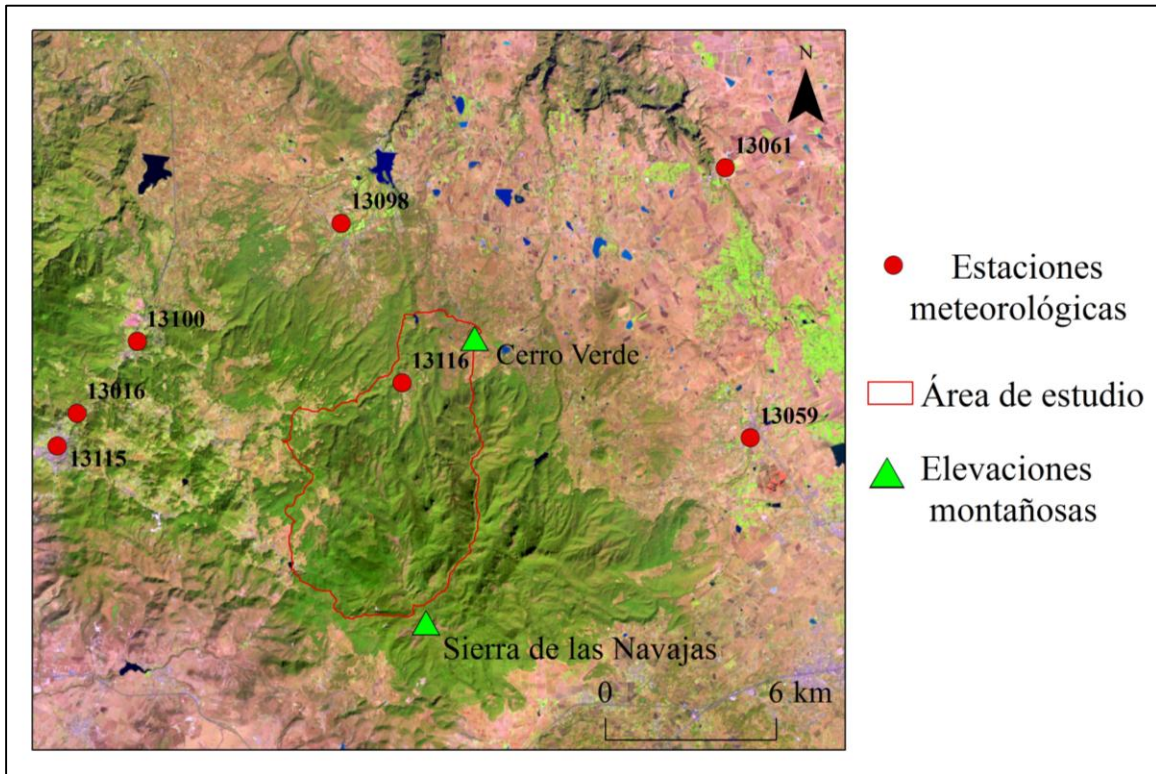 N
13061
13098
13100
13116
Cerro Verde
13016
13059
13115
Sierra de las Navajas
0 6 km
Estaciones
meteorológicas
Área de estudio
Elevaciones
montañosas